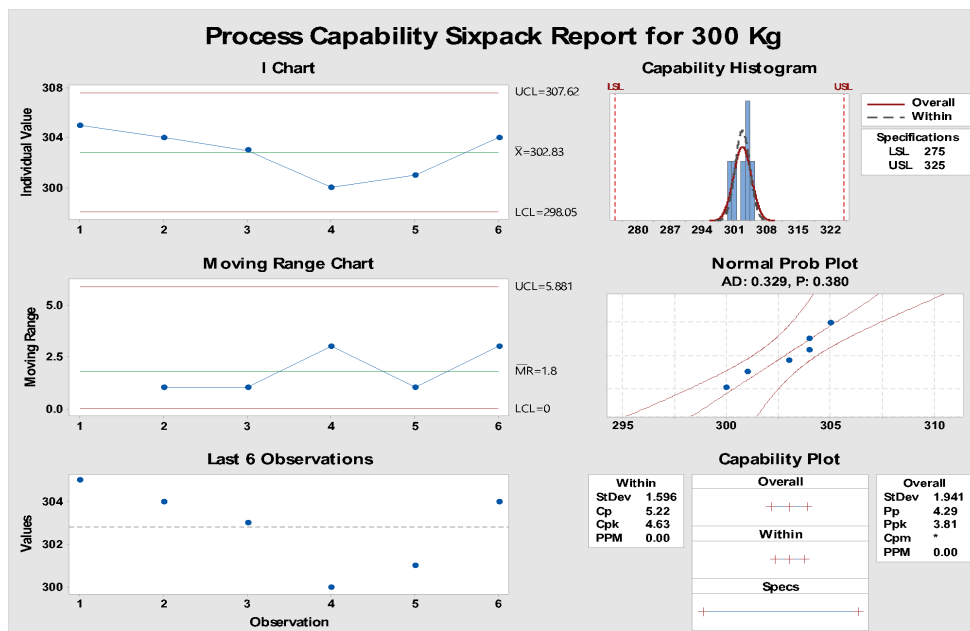 Process Capability Sixpack Report for 300 Kg
I Chart
Individual Value
308
304
300
UCL=307.62
X̄=302.83
LCL=298.05
1 2 3 4 5 6
Capability Histogram
LSL USL
280 287 294 301 308 315 322
Overall
Within
Specifications
LSL 275
USL 325
Moving Range Chart
Moving Range
5.0
2.5
0.0
UCL=5.881
M̄R̄=1.8
LCL=0
1 2 3 4 5 6
Normal Prob Plot
AD: 0.329, P: 0.380
295 300 305 310
Last 6 Observations
Values
304
302
300
1 2 3 4 5 6
Observation
Capability Plot
Within
StDev 1.596
Cp 5.22
Cpk 4.63
PPM 0.00
Overall
Within
Specs
Overall
StDev 1.941
Pp 4.29
Ppk 3.81
Cpm *
PPM 0.00